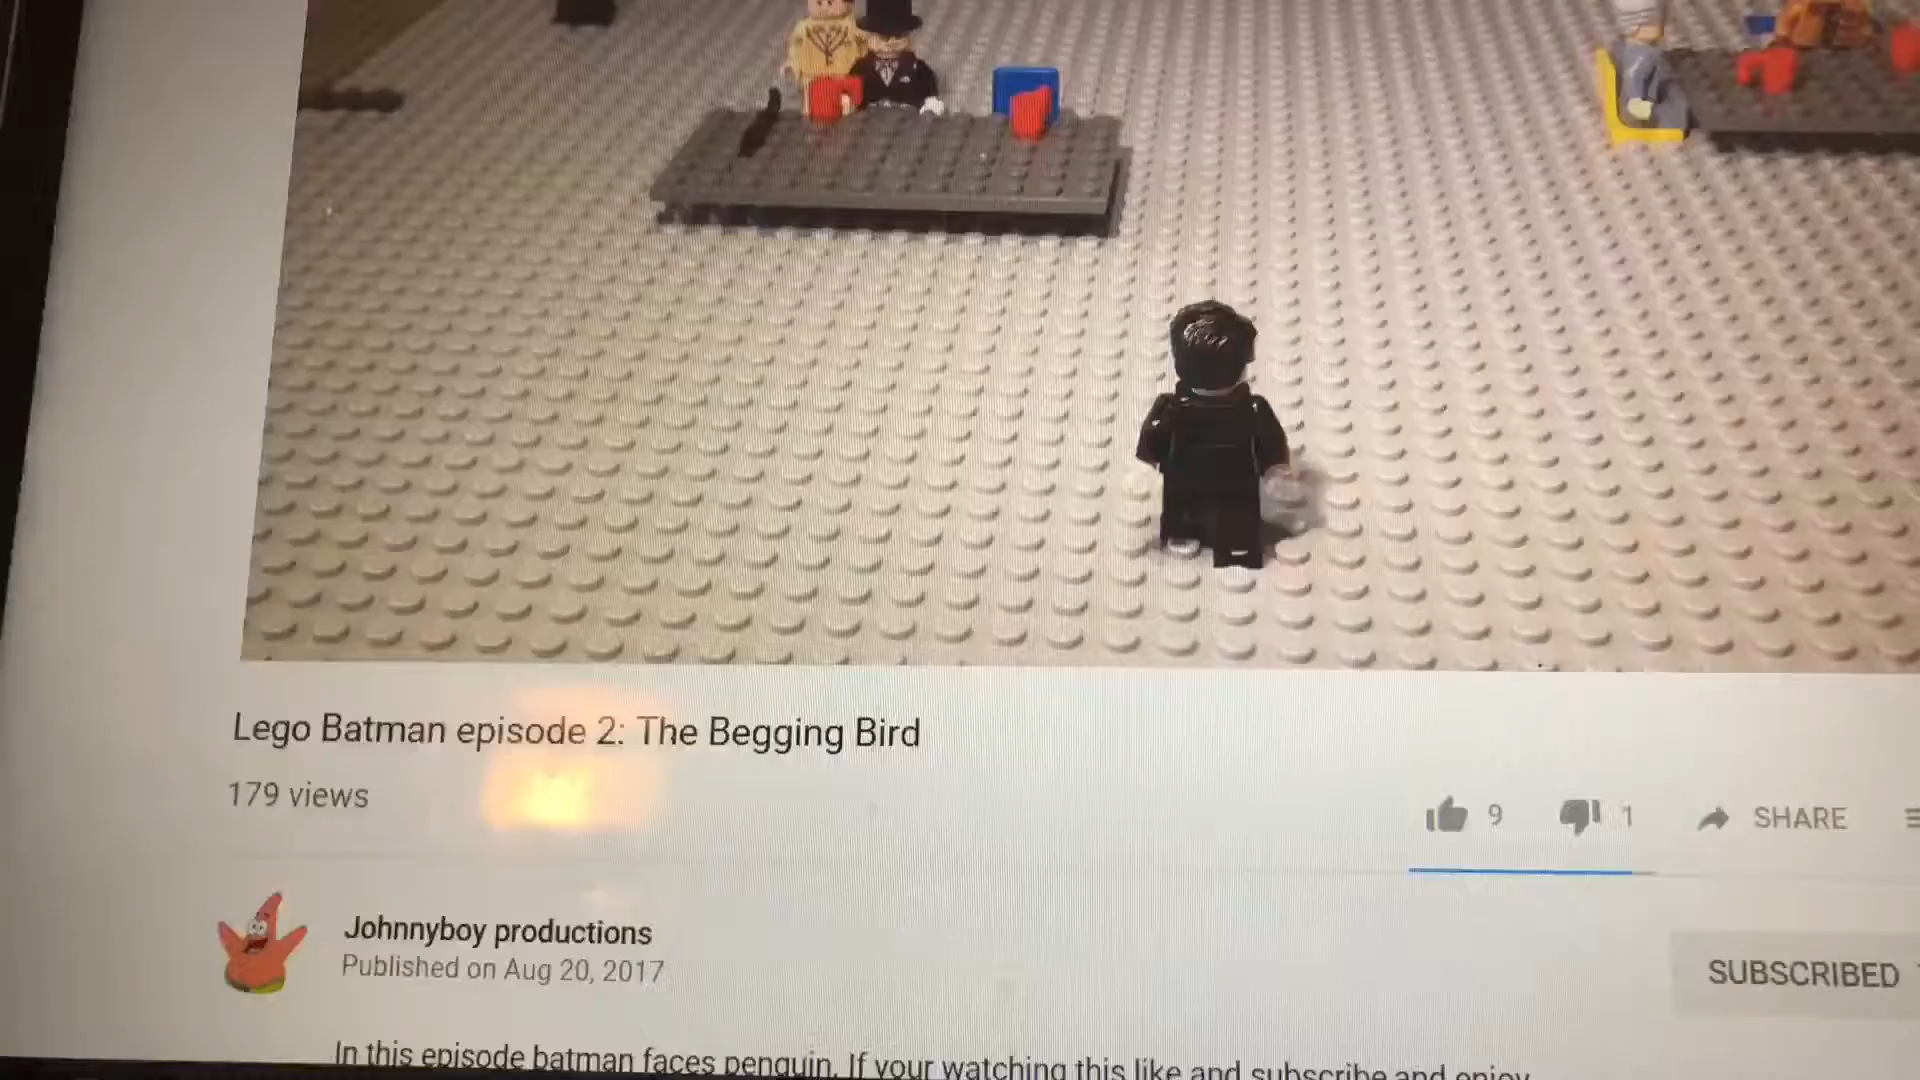 Lego Batman episode 2: The Begging Bird
179 views
9
1
SHARE
Johnnyboy productions
Published on Aug 20, 2017
SUBSCRIBED
In this episode batman faces penguin. If your watching this like and subscribe and enjoy